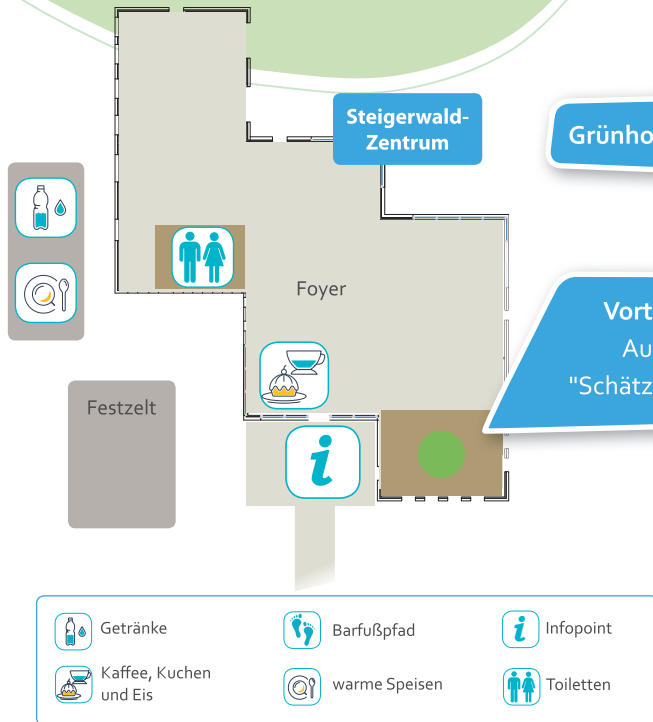 Steigerwald-
Zentrum
Grünho
Foyer
Vort
Au
"Schätz
Festzelt
Getränke
Barfußpfad
Infopoint
Kaffee, Kuchen
und Eis
warme Speisen
Toiletten